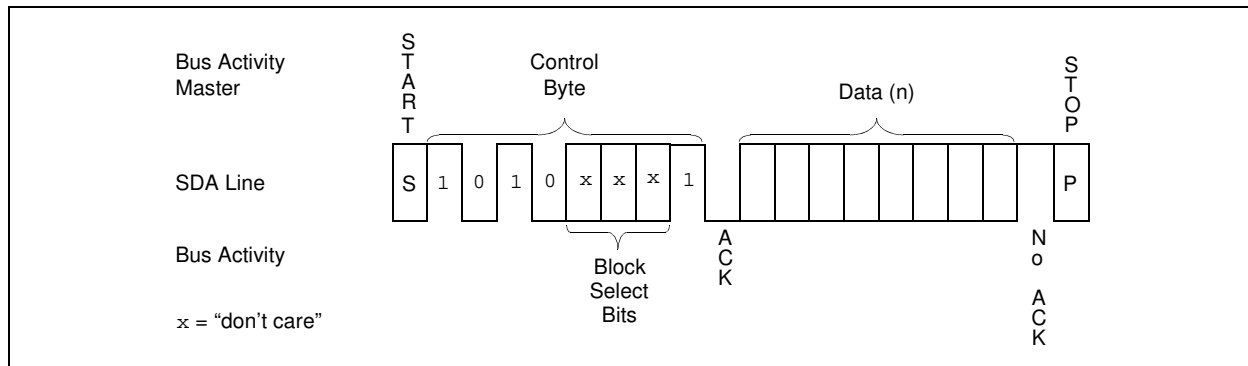 Bus Activity
Master
START
Control
Byte
Data (n)
STOP
SDA Line
S 1 0 1 0 x x x 1 P
Bus Activity
Block
Select
Bits
ACK
No ACK
x = “don’t care”